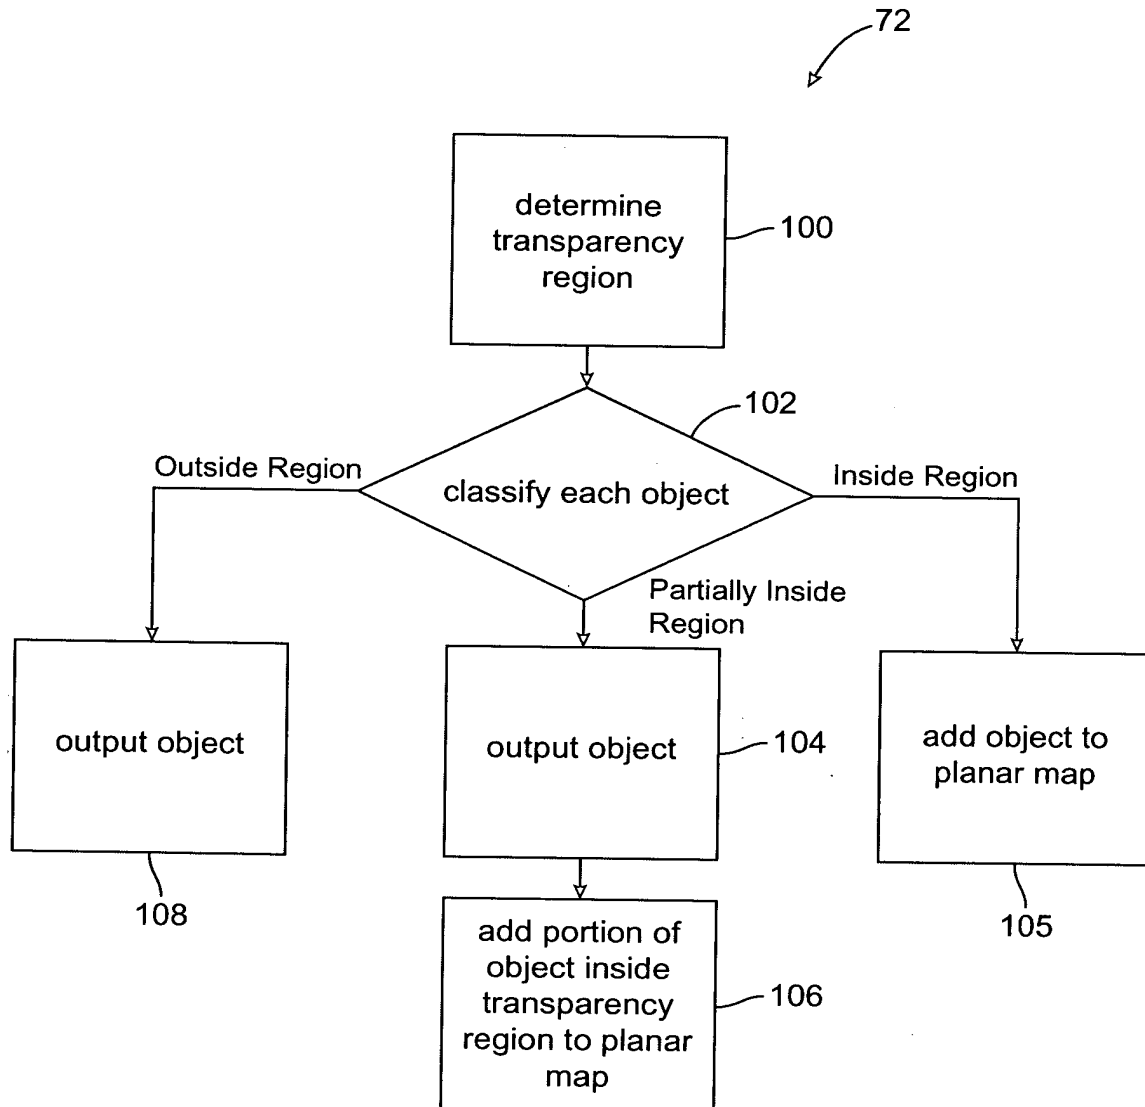 72
determine
transparency
region
100
102
Outside Region
classify each object
Inside Region
Partially Inside
Region
output object
108
output object
104
add object to
planar map
105
add portion of
object inside
transparency
region to planar
map
106